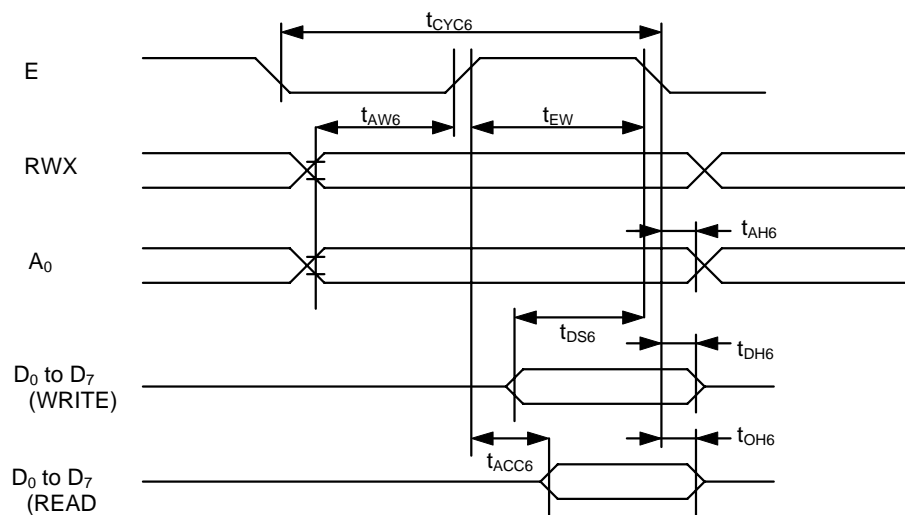 tCYC6
E
tAW6
tEW
RWX
tAH6
A0
tDS6
tDH6
D0 to D7
(WRITE)
tOH6
tACC6
D0 to D7
(READ